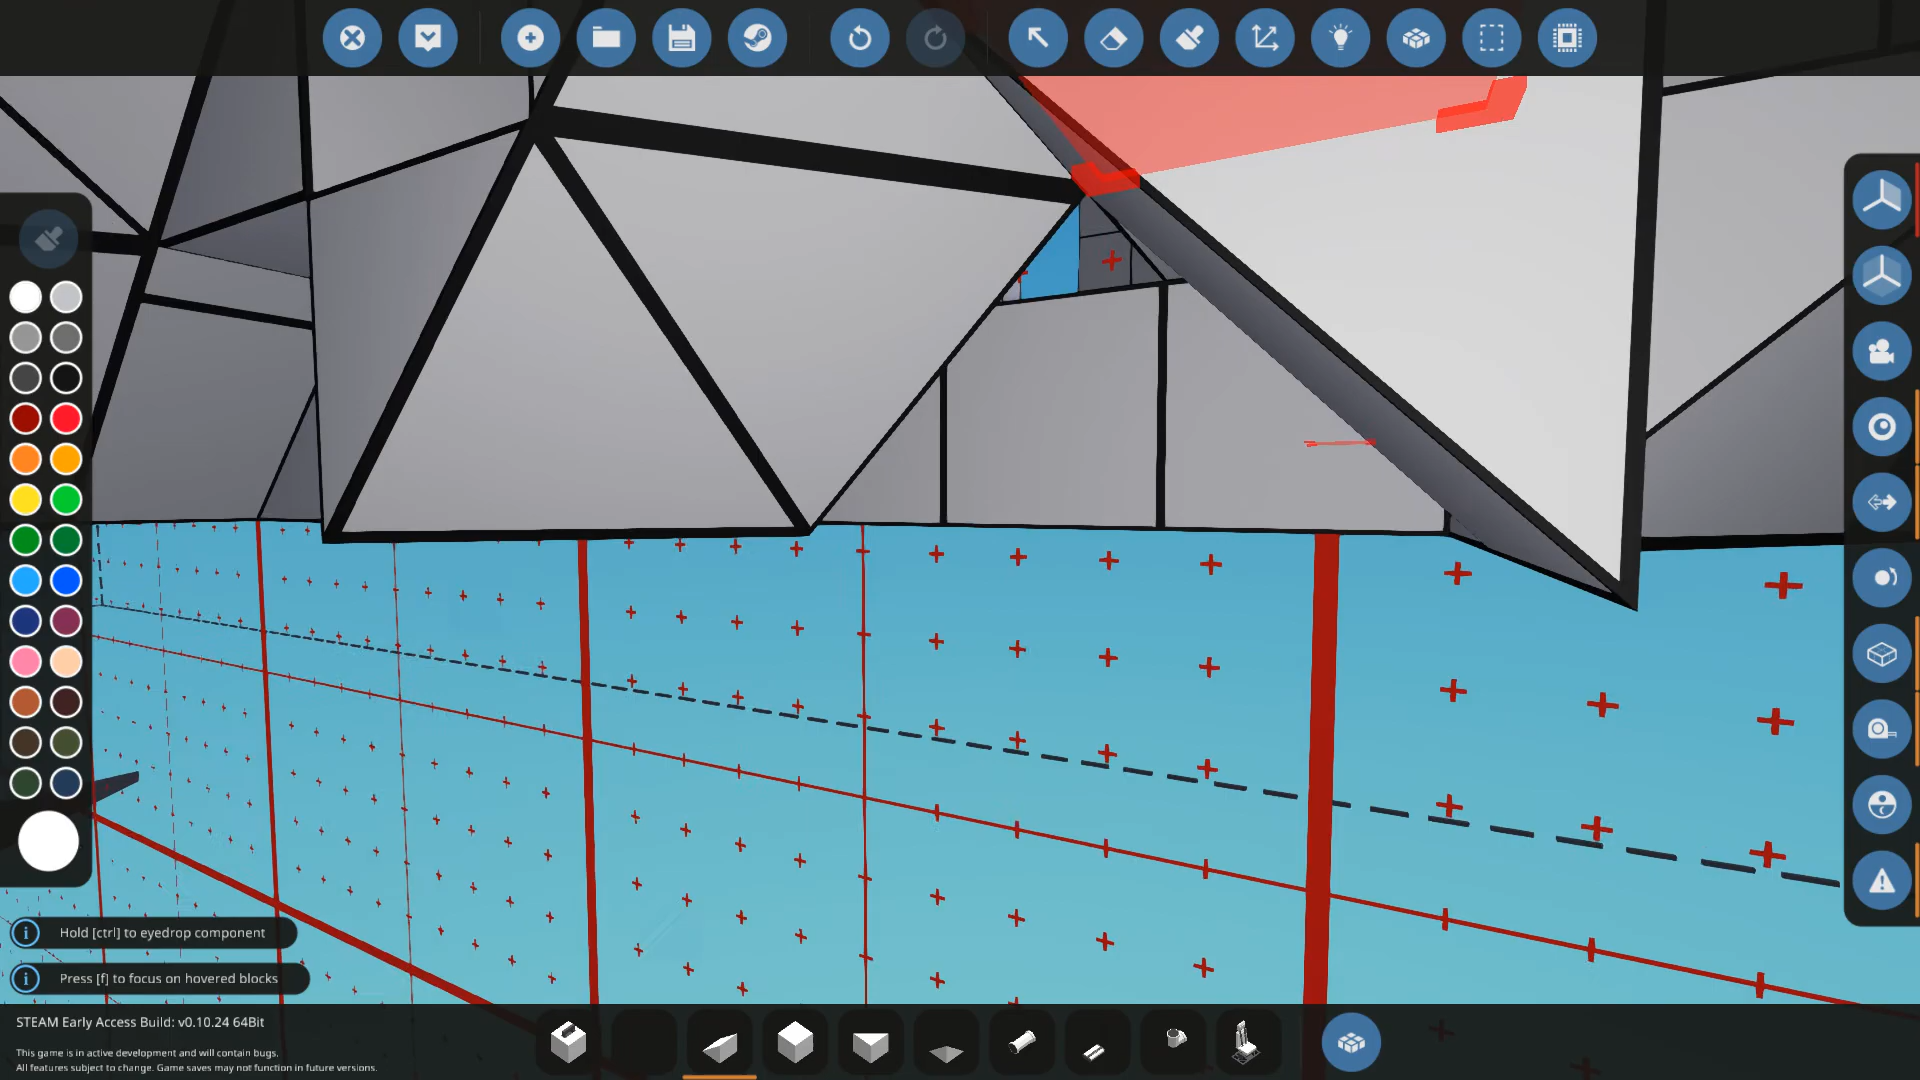 Hold [ctrl] to eyedrop component
Press [f] to focus on hovered blocks
STEAM Early Access Build: v0.10.24 64Bit
This game is in active development and will contain bugs.
All features subject to change. Game saves may not function in future versions.